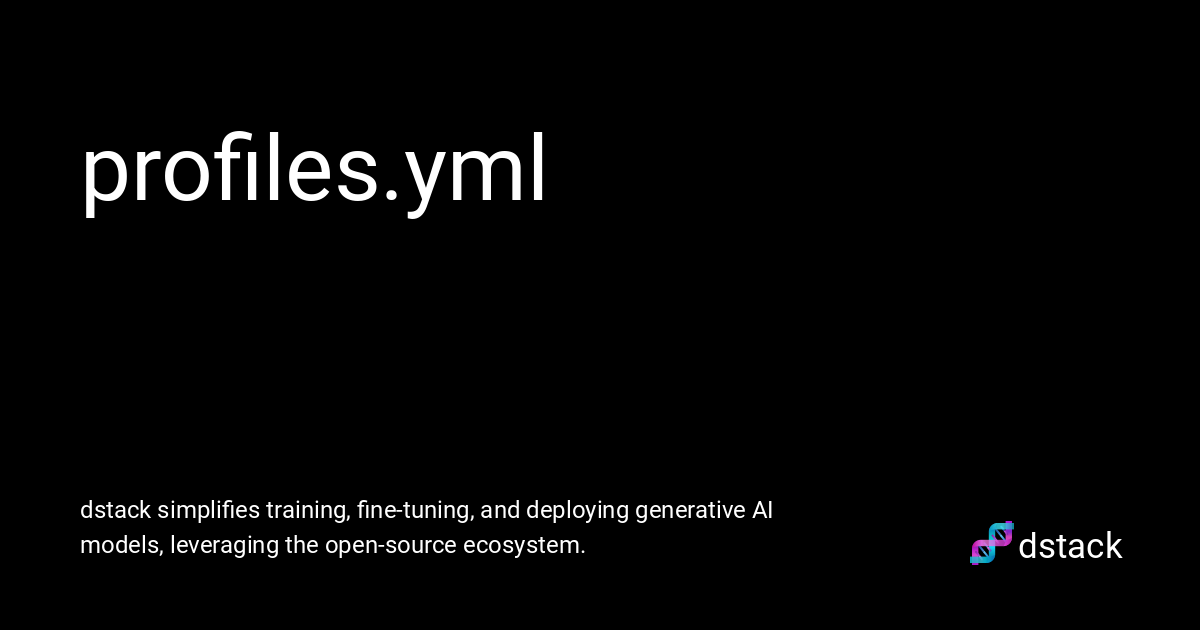 profiles.yml
dstack simplifies training, fine-tuning, and deploying generative AI
models, leveraging the open-source ecosystem.
dstack